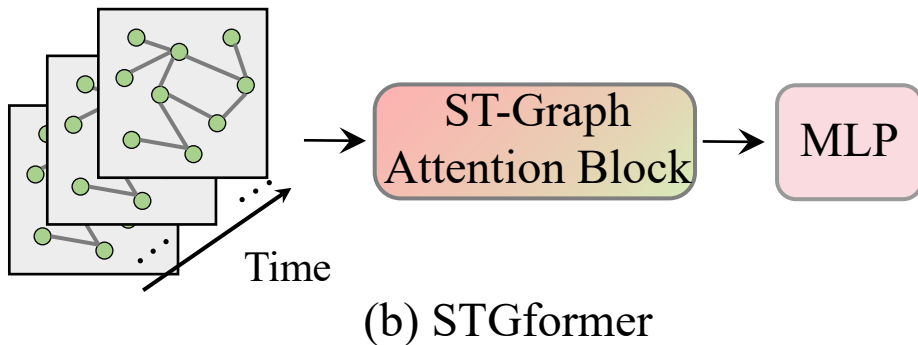 ST-Graph
Attention Block
MLP
Time
(b) STGformer